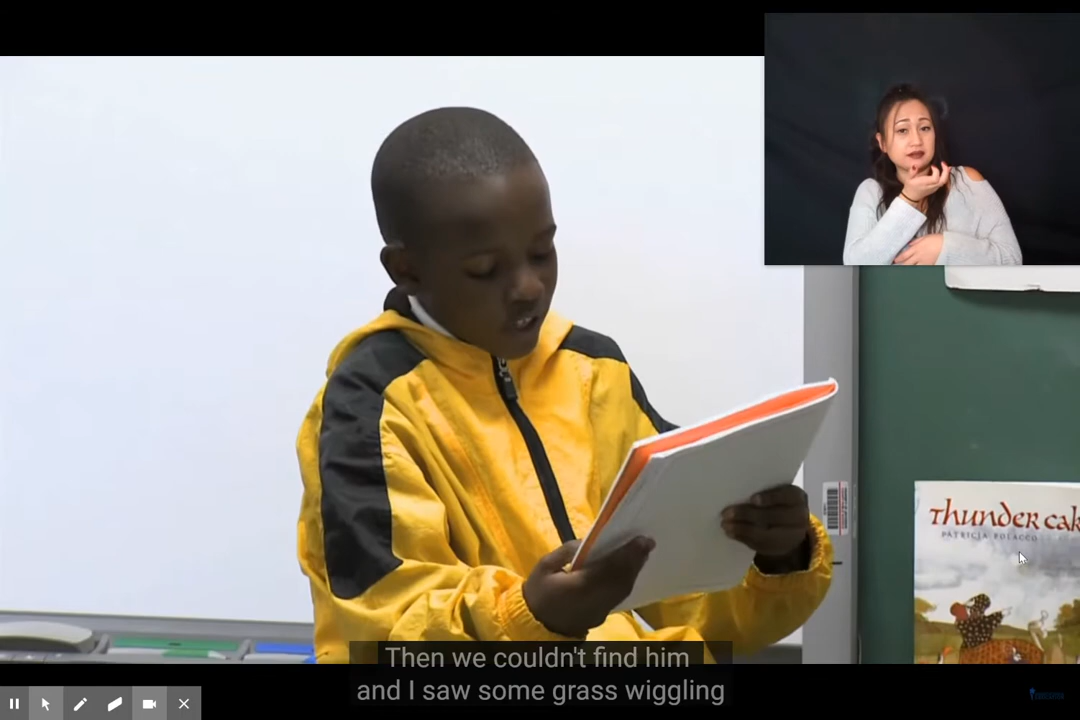 thunder cak
PATRICIA POLACCO
Then we couldn't find him
and I saw some grass wiggling